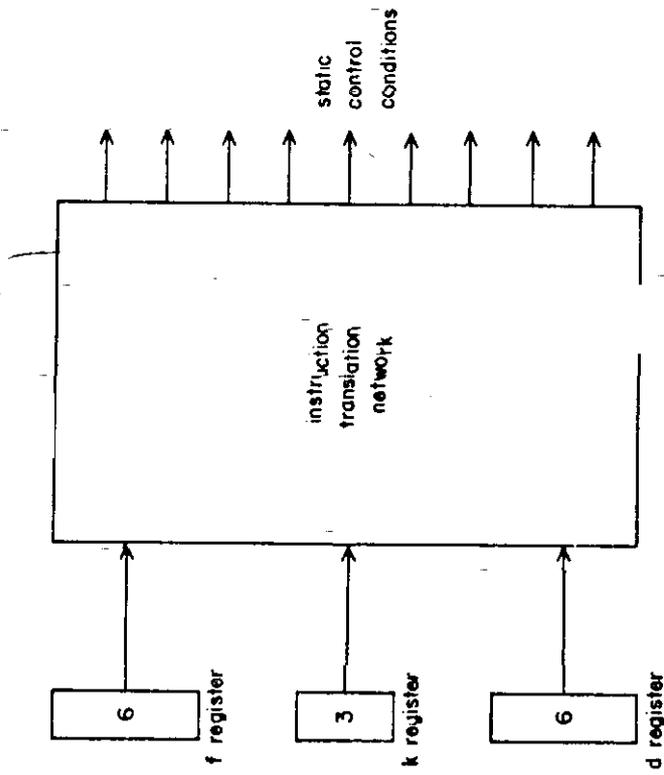 6
f register
3
k register
6
d register
instruction
translation
network
static
control
conditions